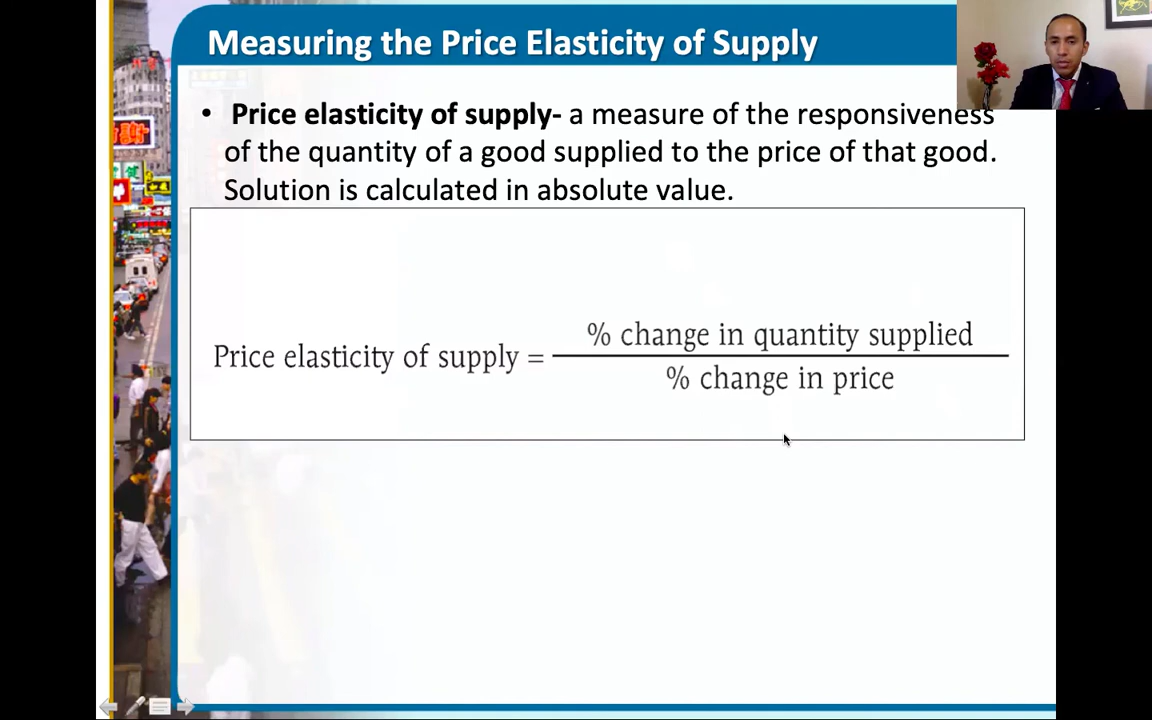 Measuring the Price Elasticity of Supply
• Price elasticity of supply- a measure of the responsiveness
of the quantity of a good supplied to the price of that good.
Solution is calculated in absolute value.
% change in quantity supplied
Price elasticity of supply =
% change in price